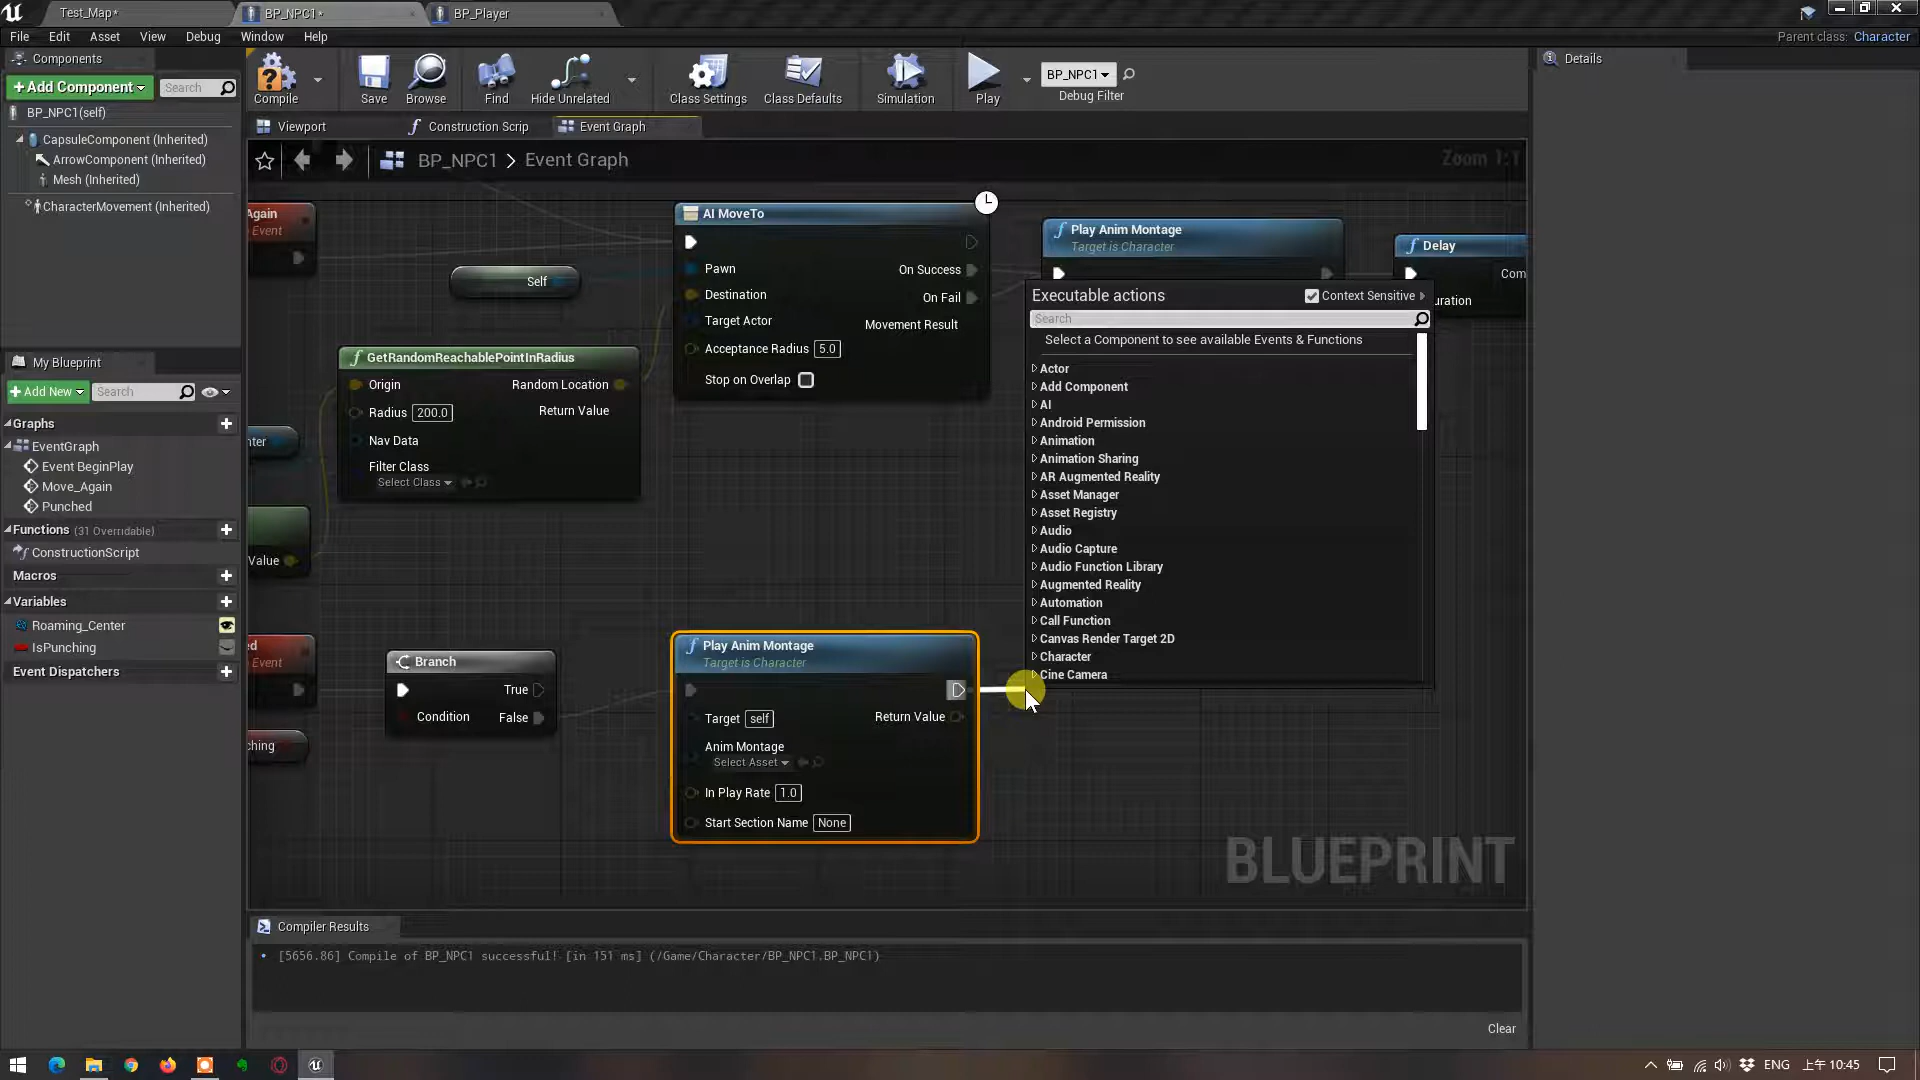 Test_Map*
BP_NPC1*
BP_Player
File
Edit
Asset
View
Debug
Window
Help
Parent class: Character
Components
Add Component
Search
BP_NPC1(self)
CapsuleComponent (Inherited)
ArrowComponent (Inherited)
Mesh (Inherited)
CharacterMovement (Inherited)
Compile
Save
Browse
Find
Hide Unrelated
Class Settings
Class Defaults
Simulation
Play
BP_NPC1
Debug Filter
Details
Viewport
Construction Scrip
Event Graph
BP_NPC1 > Event Graph
Zoom 1:1
My Blueprint
Add New
Search
Graphs
EventGraph
Event BeginPlay
Move_Again
Punched
Functions (31 Overridable)
ConstructionScript
Macros
Variables
Roaming_Center
IsPunching
Event Dispatchers
Again
Event
Self
AI MoveTo
Pawn
Destination
Target Actor
Acceptance Radius 5.0
Stop on Overlap
On Success
On Fail
Movement Result
Play Anim Montage
Target is Character
Delay
Com
uration
GetRandomReachablePointInRadius
Origin
Radius 200.0
Nav Data
Filter Class
Select Class
Random Location
Return Value
nter
Value
Executable actions
Context Sensitive
Search
Select a Component to see available Events & Functions
Actor
Add Component
AI
Android Permission
Animation
Animation Sharing
AR Augmented Reality
Asset Manager
Asset Registry
Audio
Audio Capture
Audio Function Library
Augmented Reality
Automation
Call Function
Canvas Render Target 2D
Character
Cine Camera
ed
Event
ching
Branch
Condition
True
False
Play Anim Montage
Target is Character
Target self
Anim Montage
Select Asset
In Play Rate 1.0
Start Section Name None
Return Value
BLUEPRINT
Compiler Results
[5656.86] Compile of BP_NPC1 successful! [in 151 ms] (/Game/Character/BP_NPC1.BP_NPC1)
Clear
ENG
上午 10:45